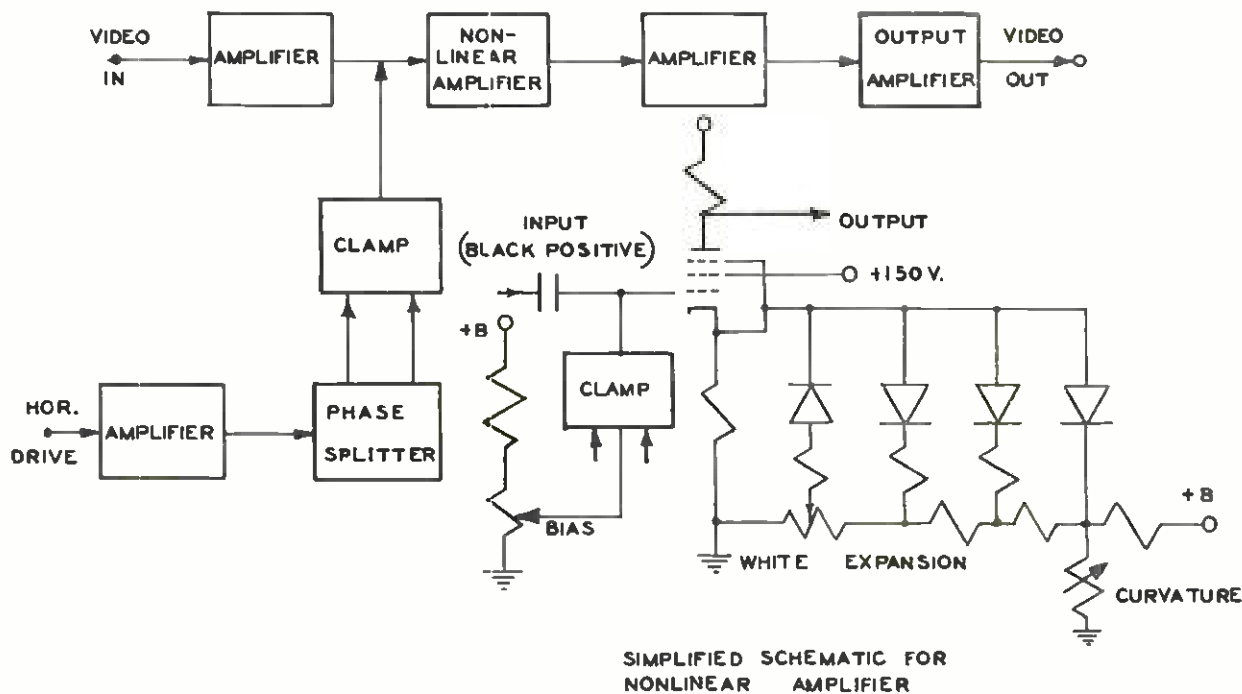 VIDEO
IN
AMPLIFIER
NON-
LINEAR
AMPLIFIER
AMPLIFIER
OUTPUT
AMPLIFIER
VIDEO
OUT
CLAMP
INPUT
(BLACK POSITIVE)
OUTPUT
+150 V.
+B
CLAMP
HOR.
DRIVE
AMPLIFIER
PHASE
SPLITTER
BIAS
WHITE EXPANSION
+B
CURVATURE
SIMPLIFIED SCHEMATIC FOR
NONLINEAR AMPLIFIER